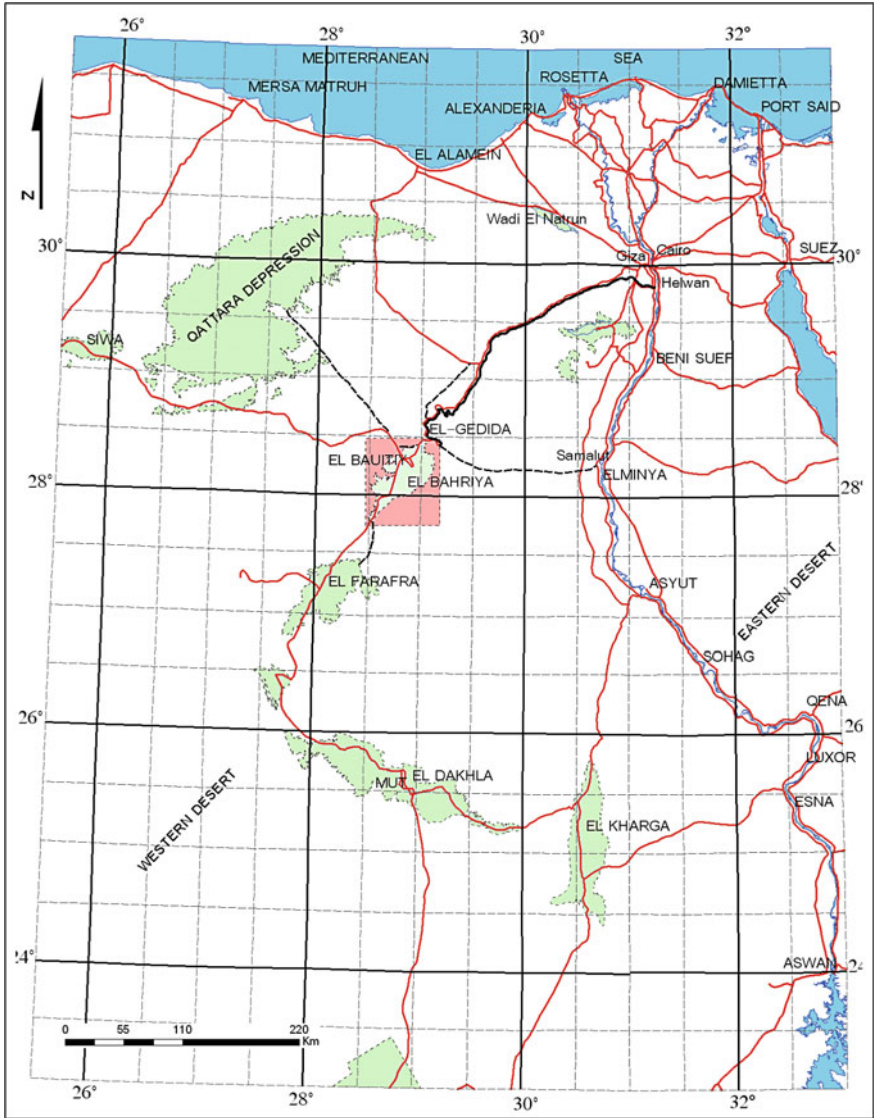 26°
28°
30°
32°
MEDITERRANEAN
SEA
MERSA MATRUH
ROSETTA
DAMIETTA
ALEXANDERIA
PORT SAID
EL ALAMEIN
Z
Wadi El Natrun
30°
Giza
Cairo
SUEZ
30°
QATTARA DEPRESSION
Helwan
SIWA
BENI SUEF
EL-GEDIDA
EL BAUITIY
Samalut
28°
EL BAHRIYA
ELMINYA
28°
EL FARAFRA
ASYUT
EASTERN DESERT
SOHAG
QENA
26°
26
LUXOR
WESTERN DESERT
MUT
EL DAKHLA
ESNA
EL KHARGA
24°
ASWAN
24
0 55 110 220
Km
26°
28°
30°
32°